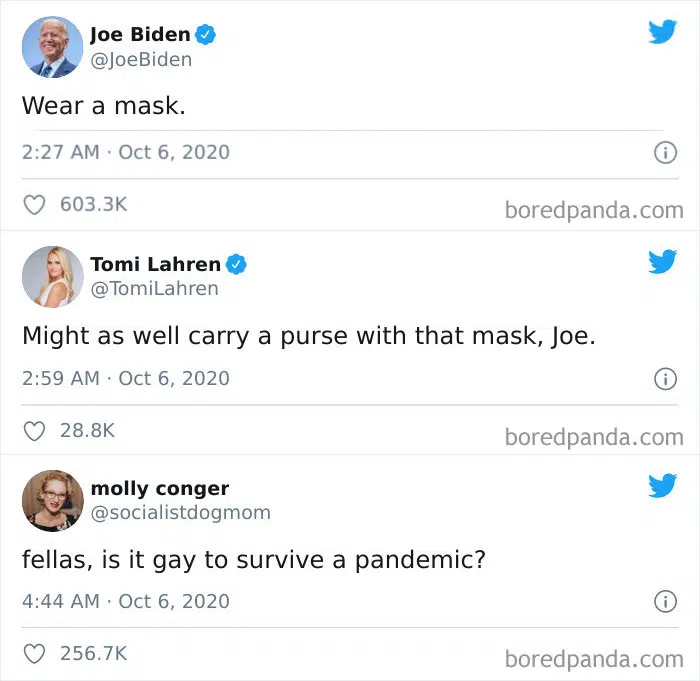 Joe Biden
@JoeBiden
Wear a mask.
2:27 AM · Oct 6, 2020
603.3K
boredpanda.com
Tomi Lahren
@TomiLahren
Might as well carry a purse with that mask, Joe.
2:59 AM · Oct 6, 2020
28.8K
boredpanda.com
molly conger
@socialistdogmom
fellas, is it gay to survive a pandemic?
4:44 AM · Oct 6, 2020
256.7K
boredpanda.com